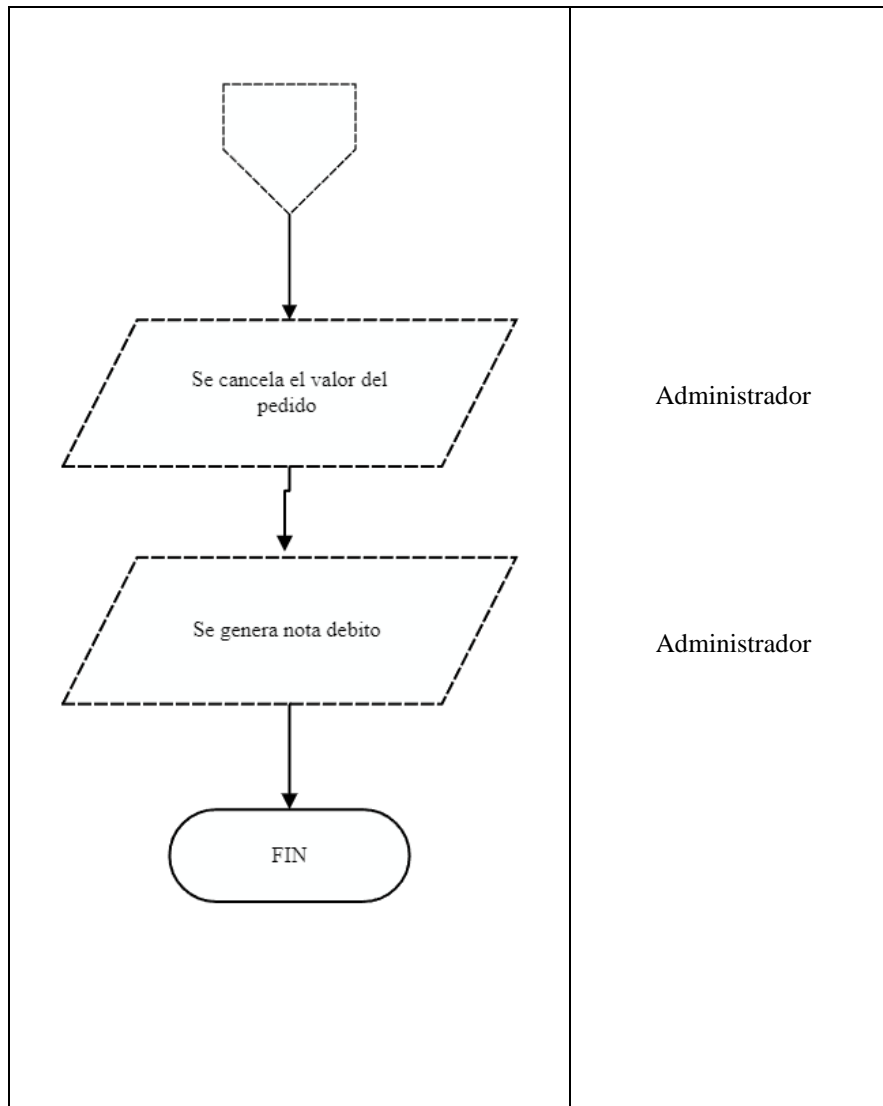 Se cancela el valor del
pedido
Administrador
Se genera nota debito
Administrador
FIN